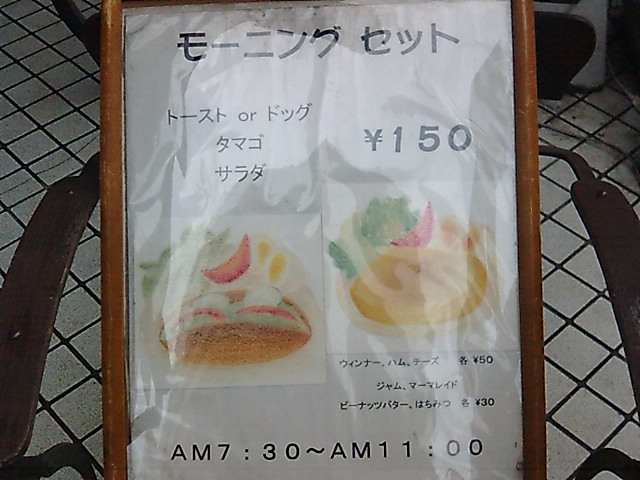 モーニング セット
トースト or ドッグ
タマゴ
サラダ
¥150
ウィンナー、ハム、チーズ 各 ¥50
ジャム、マーマレイド
ピーナッツバター、はちみつ 各 ¥30
AM7：30～AM11：00